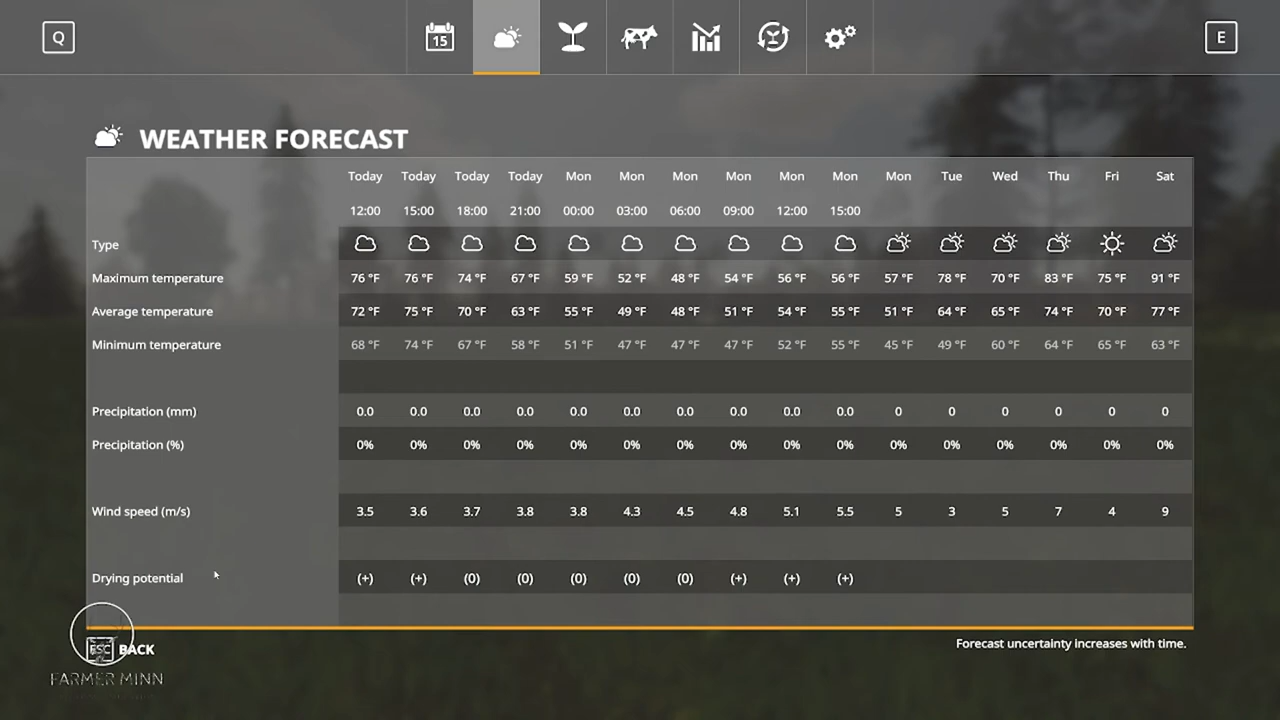 Q
15
E
WEATHER FORECAST
Today Today Today Today Mon Mon Mon Mon Mon Mon Mon Tue Wed Thu Fri Sat
12:00 15:00 18:00 21:00 00:00 03:00 06:00 09:00 12:00 15:00
Type
Maximum temperature 76 °F 76 °F 74 °F 67 °F 59 °F 52 °F 48 °F 54 °F 56 °F 56 °F 57 °F 78 °F 70 °F 83 °F 75 °F 91 °F
Average temperature 72 °F 75 °F 70 °F 63 °F 55 °F 49 °F 48 °F 51 °F 54 °F 55 °F 51 °F 64 °F 65 °F 74 °F 70 °F 77 °F
Minimum temperature 68 °F 74 °F 67 °F 58 °F 51 °F 47 °F 47 °F 47 °F 52 °F 55 °F 45 °F 49 °F 60 °F 64 °F 65 °F 63 °F
Precipitation (mm) 0.0 0.0 0.0 0.0 0.0 0.0 0.0 0.0 0.0 0.0 0 0 0 0 0 0
Precipitation (%) 0% 0% 0% 0% 0% 0% 0% 0% 0% 0% 0% 0% 0% 0% 0% 0%
Wind speed (m/s) 3.5 3.6 3.7 3.8 3.8 4.3 4.5 4.8 5.1 5.5 5 3 5 7 4 9
Drying potential (+) (+) (0) (0) (0) (0) (0) (+) (+) (+)
ESC BACK
Forecast uncertainty increases with time.
FARMER MINN